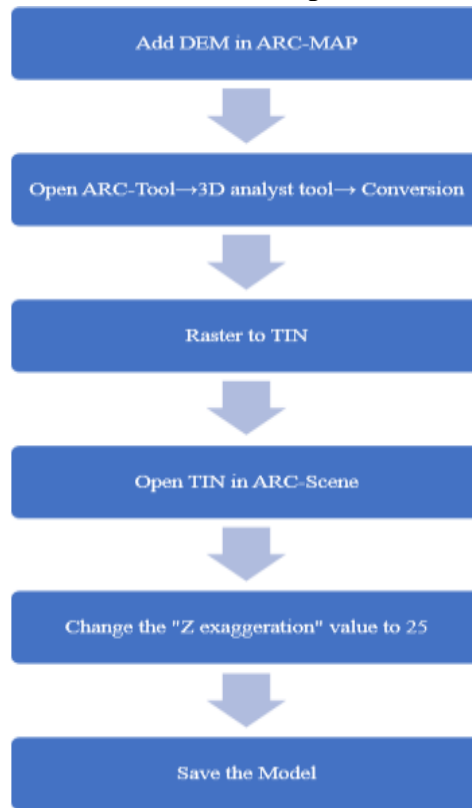 Add DEM in ARC-MAP
Open ARC-Tool→3D analyst tool→ Conversion
Raster to TIN
Open TIN in ARC-Scene
Change the "Z exaggeration" value to 25
Save the Model